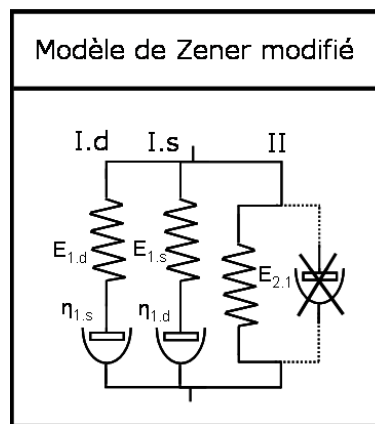 Modèle de Zener modifié
I.d I.s II
E1.d E1.s E2.1
η1.s η1.d